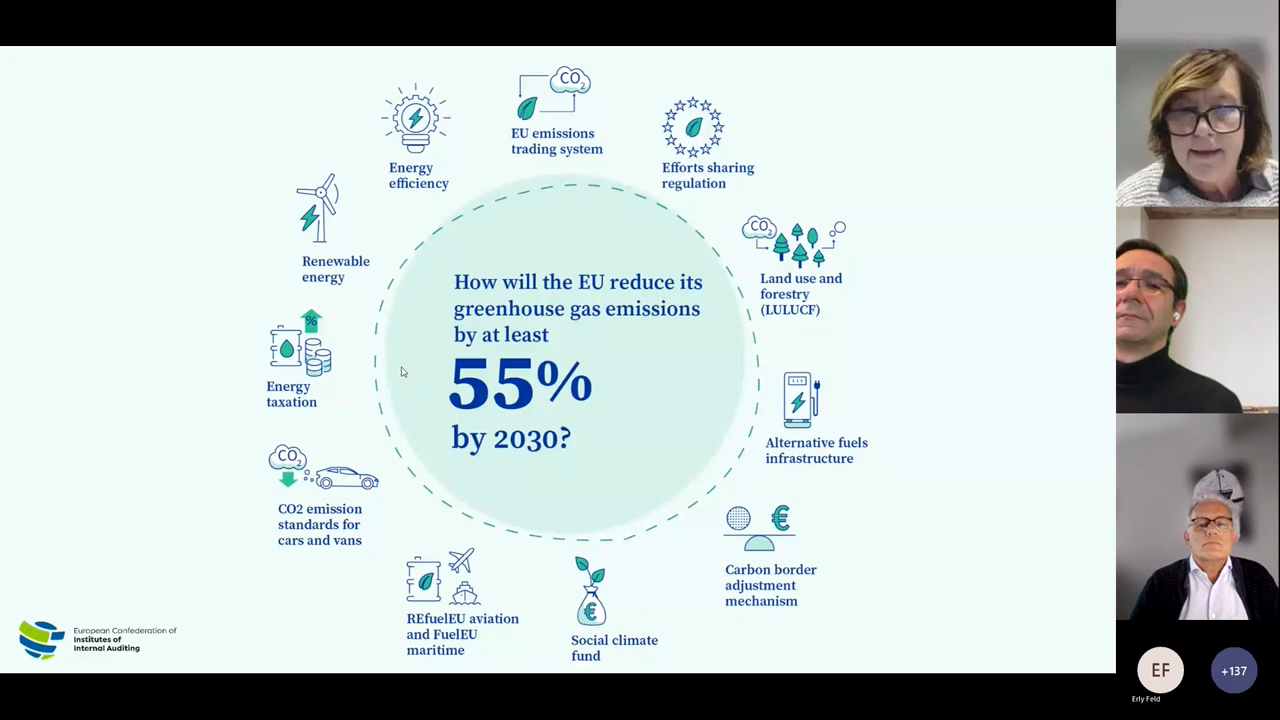 CO2
EU emissions
trading system
Energy
efficiency
Efforts sharing
regulation
Renewable
energy
CO2
Land use and
forestry
(LULUCF)
How will the EU reduce its
greenhouse gas emissions
by at least
55%
by 2030?
%
Energy
taxation
Alternative fuels
infrastructure
CO2
CO2 emission
standards for
cars and vans
€
Carbon border
adjustment
mechanism
REfuelEU aviation
and FuelEU
maritime
€
Social climate
fund
European Confederation of
Institutes of
Internal Auditing
EF
+137
Erly Feld